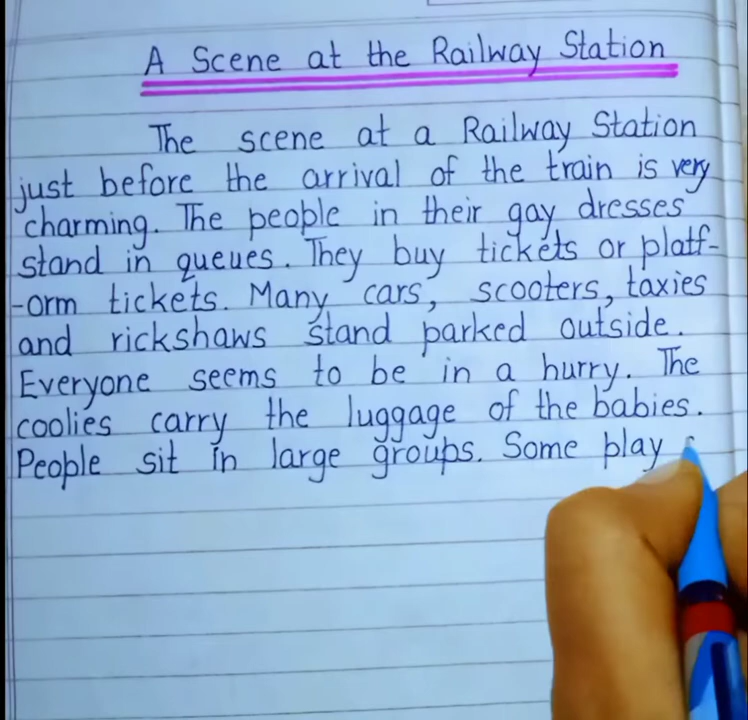 A Scene at the Railway Station
The scene at a Railway Station
just before the arrival of the train is very
charming. The people in their gay dresses
stand in queues. They buy tickets or platf-
-orm tickets. Many cars, scooters, taxies
and rickshaws stand parked outside.
Everyone seems to be in a hurry. The
coolies carry the luggage of the babies.
People sit in large groups. Some play